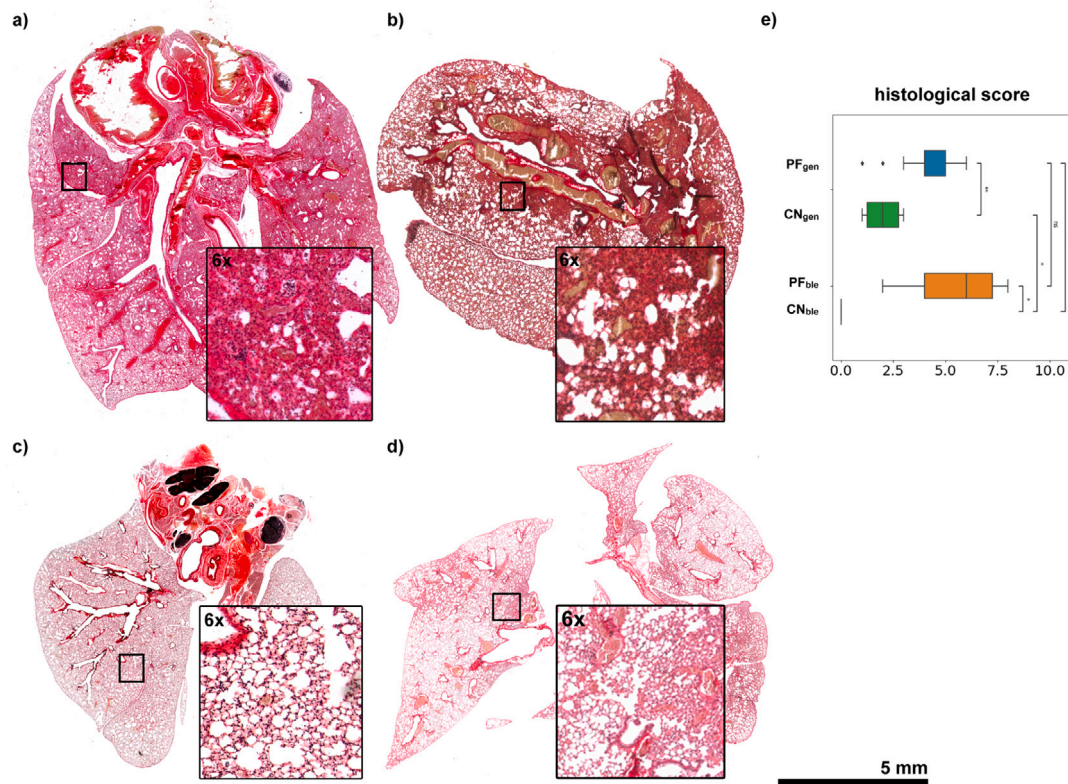 a)
b)
e)
histological score
PFgen
CNgen
PFble
CNble
**
ns
*
*
0.0 2.5 5.0 7.5 10.0
6x
6x
c)
d)
6x
6x
5 mm